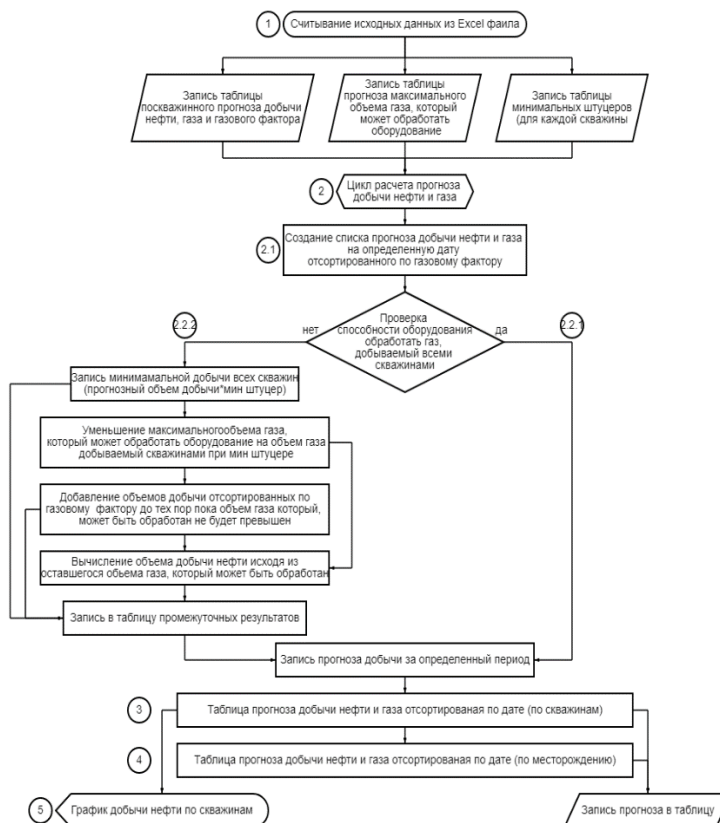 1
Считывание исходных данных из Excel фаила
Запись таблицы
поскважинного прогноза добычи
нефти, газа и газового фактора
Запись таблицы
прогноза максимального
объема газа, который
может обработать
оборудование
Запись таблицы
минимальных штуцеров
(для каждой скважины
2
Цикл расчета прогноза
добычи нефти и газа
2.1
Создание списка прогноза добычи нефти и газа
на определенную дату
отсортированного по газовому фактору
2.2.2
нет
Проверка
способности оборудования
обработать газ,
добываемый всеми
скважинами
да
2.2.1
Запись минимамальной добычи всех скважин
(прогнозный объем добычи*мин штуцер)
Уменьшение максимальногообъема газа,
который может обработать оборудование на объем газа
добываемый скважинами при мин штуцере
Добавление объемов добычи отсортированных по
газовому фактору до тех пор пока объем газа который,
может быть обработан не будет превышен
Вычисление объема добычи нефти исходя из
оставшегося обьема газа, который может быть обработан
Запись в таблицу промежуточных результатов
Запись прогноза добычи за определенный период
3
Таблица прогноза добычи нефти и газа отсортированая по дате (по скважинам)
4
Таблица прогноза добычи нефти и газа отсортированая по дате (по месторождению)
5
График добычи нефти по скважинам
Запись прогноза в таблицу